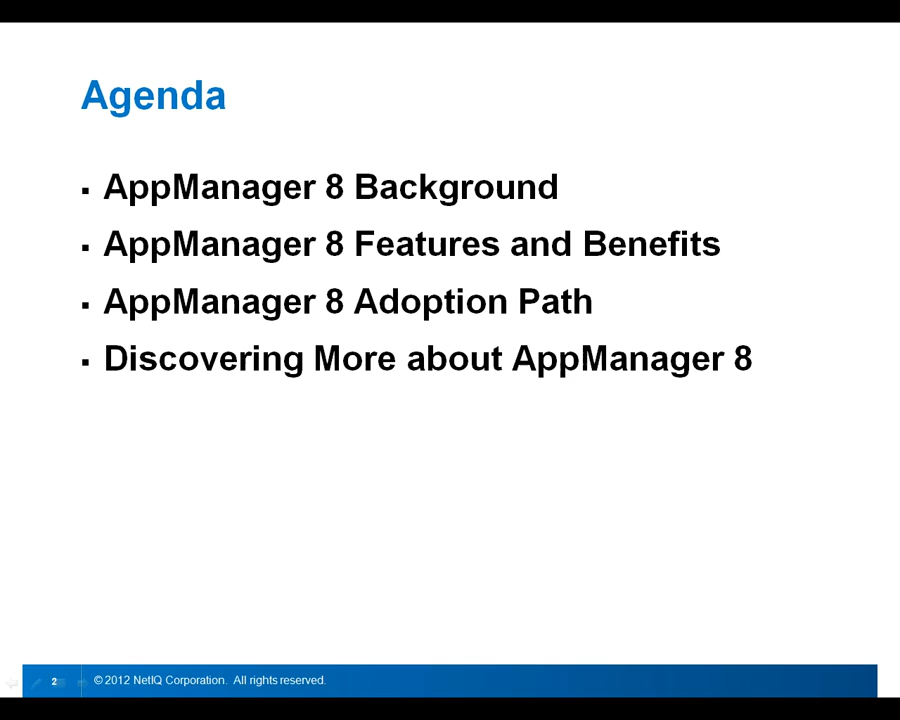 Agenda
▪ AppManager 8 Background
▪ AppManager 8 Features and Benefits
▪ AppManager 8 Adoption Path
▪ Discovering More about AppManager 8
2 © 2012 NetIQ Corporation. All rights reserved.